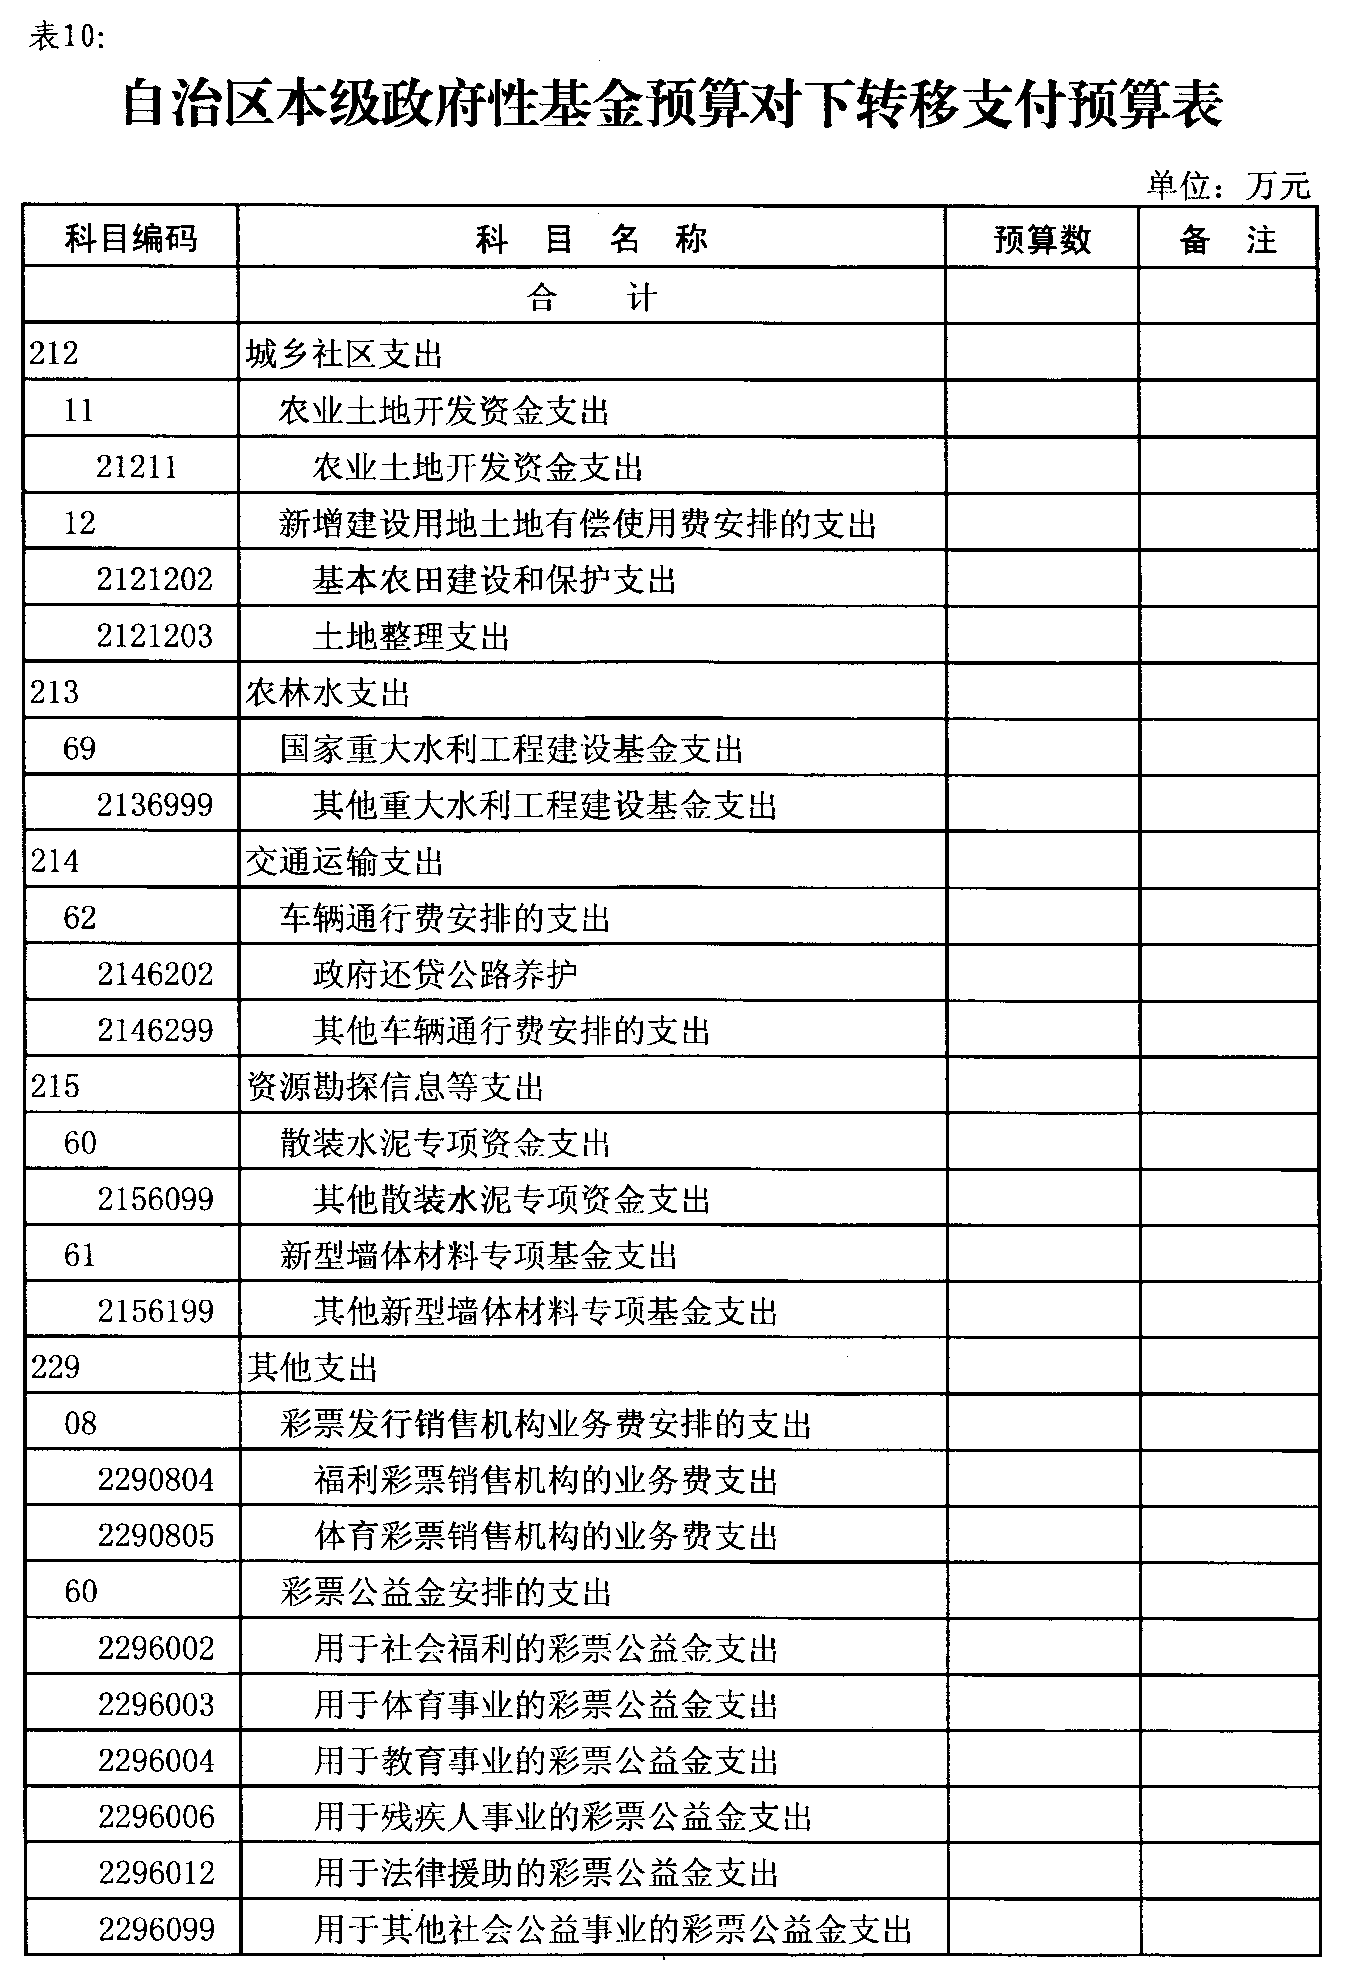 表10:
自治区本级政府性基金预算对下转移支付预算表
单位：万元
科目编码 科 目 名 称 预算数 备 注
合 计
212 城乡社区支出
11 农业土地开发资金支出
21211 农业土地开发资金支出
12 新增建设用地土地有偿使用费安排的支出
2121202 基本农田建设和保护支出
2121203 土地整理支出
213 农林水支出
69 国家重大水利工程建设基金支出
2136999 其他重大水利工程建设基金支出
214 交通运输支出
62 车辆通行费安排的支出
2146202 政府还贷公路养护
2146299 其他车辆通行费安排的支出
215 资源勘探信息等支出
60 散装水泥专项资金支出
2156099 其他散装水泥专项资金支出
61 新型墙体材料专项基金支出
2156199 其他新型墙体材料专项基金支出
229 其他支出
08 彩票发行销售机构业务费安排的支出
2290804 福利彩票销售机构的业务费支出
2290805 体育彩票销售机构的业务费支出
60 彩票公益金安排的支出
2296002 用于社会福利的彩票公益金支出
2296003 用于体育事业的彩票公益金支出
2296004 用于教育事业的彩票公益金支出
2296006 用于残疾人事业的彩票公益金支出
2296012 用于法律援助的彩票公益金支出
2296099 用于其他社会公益事业的彩票公益金支出